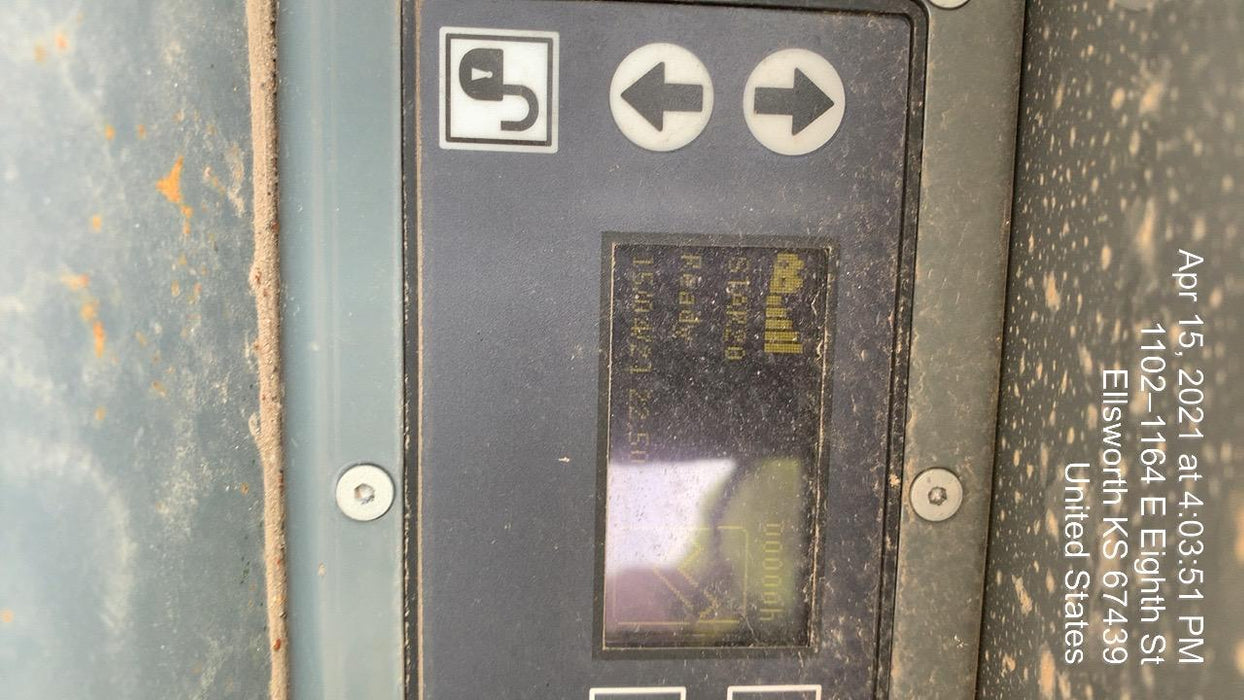 Ready
15.04.21 22:50
00000h
Apr 15, 2021 at 4:03:51 PM
1102–1164 E Eighth St
Ellsworth KS 67439
United States